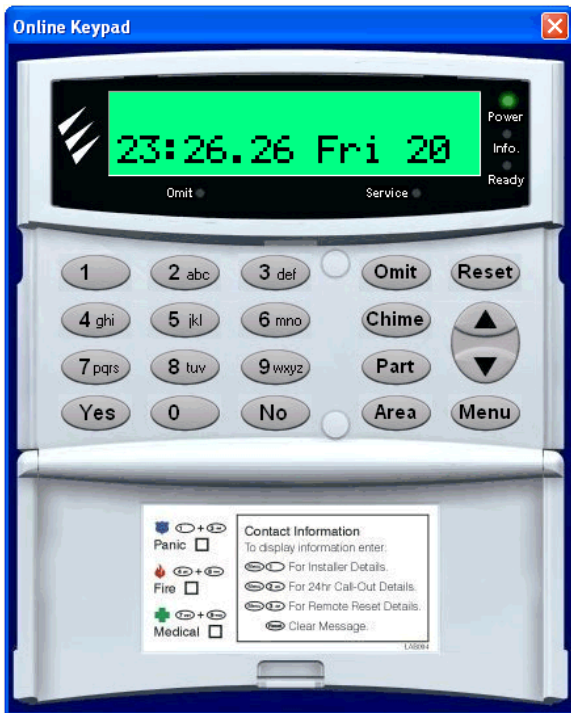 Online Keypad
23:26.26 Fri 20
Power
Info.
Ready
Omit
Service
1
2 abc
3 def
Omit
Reset
4 ghi
5 jkl
6 mno
Chime
7 pqrs
8 tuv
9 wxyz
Part
Yes
0
No
Area
Menu
Panic
Fire
Medical
Contact Information
To display information enter:
For Installer Details.
For 24hr Call-Out Details.
For Remote Reset Details.
Clear Message.